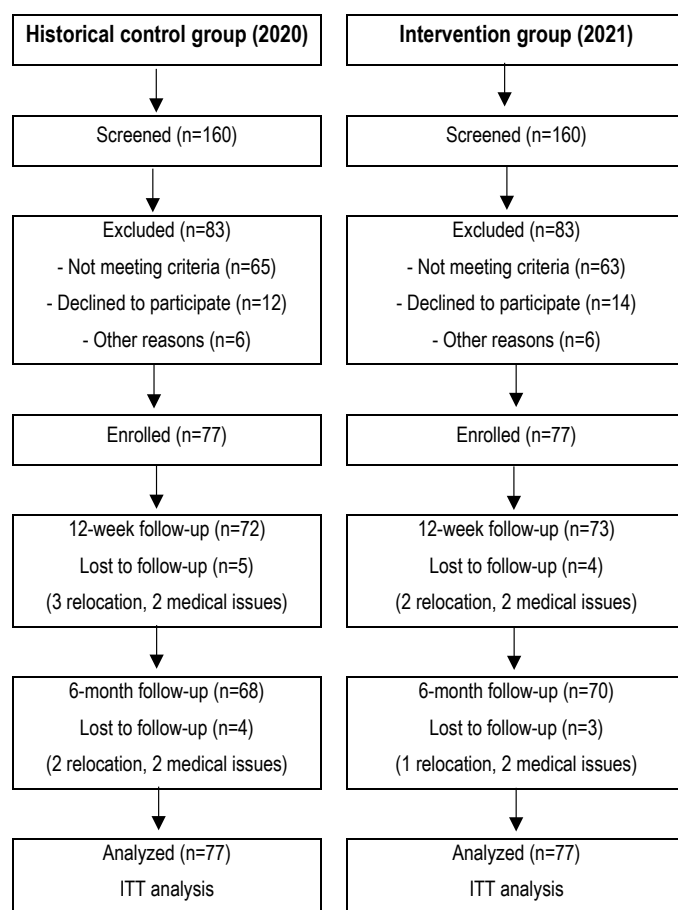 Historical control group (2020)
Screened (n=160)
Excluded (n=83)
- Not meeting criteria (n=65)
- Declined to participate (n=12)
- Other reasons (n=6)
Enrolled (n=77)
12-week follow-up (n=72)
Lost to follow-up (n=5)
(3 relocation, 2 medical issues)
6-month follow-up (n=68)
Lost to follow-up (n=4)
(2 relocation, 2 medical issues)
Analyzed (n=77)
ITT analysis
Intervention group (2021)
Screened (n=160)
Excluded (n=83)
- Not meeting criteria (n=63)
- Declined to participate (n=14)
- Other reasons (n=6)
Enrolled (n=77)
12-week follow-up (n=73)
Lost to follow-up (n=4)
(2 relocation, 2 medical issues)
6-month follow-up (n=70)
Lost to follow-up (n=3)
(1 relocation, 2 medical issues)
Analyzed (n=77)
ITT analysis